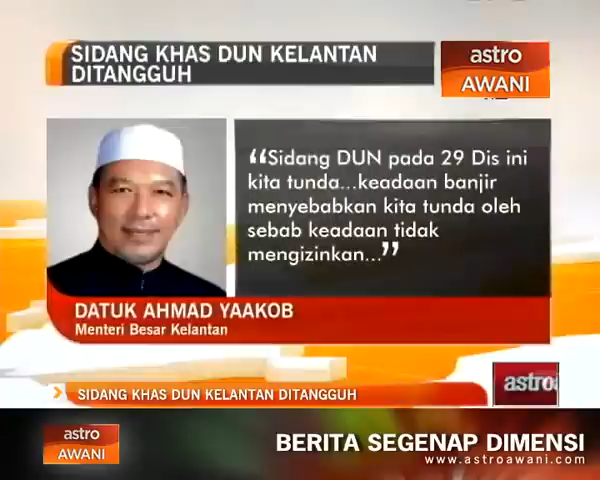 SIDANG KHAS DUN KELANTAN
DITANGGUH
astro
AWANI
“Sidang DUN pada 29 Dis ini
kita tunda...keadaan banjir
menyebabkan kita tunda oleh
sebab keadaan tidak
mengizinkan...”
DATUK AHMAD YAAKOB
Menteri Besar Kelantan
SIDANG KHAS DUN KELANTAN DITANGGUH
astro
astro
AWANI
BERITA SEGENAP DIMENSI
www.astroawani.com